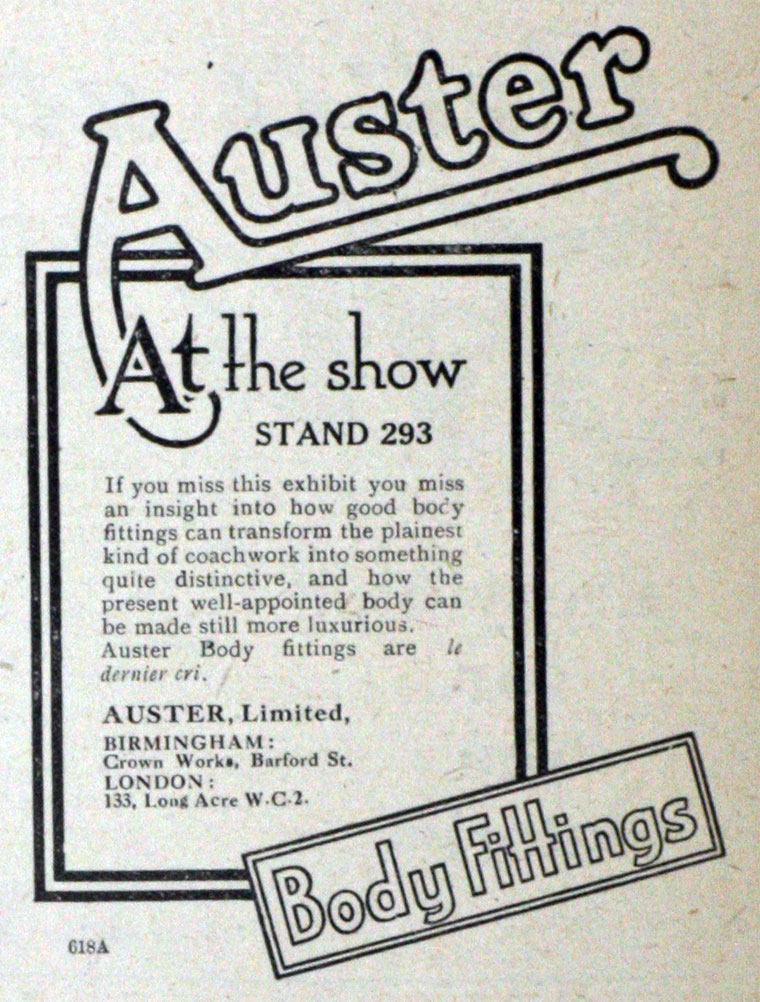 Auster
At the show
STAND 293
If you miss this exhibit you miss
an insight into how good body
fittings can transform the plainest
kind of coachwork into something
quite distinctive, and how the
present well-appointed body can
be made still more luxurious.
Auster Body fittings are le
dernier cri.
AUSTER, Limited,
BIRMINGHAM:
Crown Works, Barford St.
LONDON:
133, Long Acre W.C.2.
Body Fittings
618A